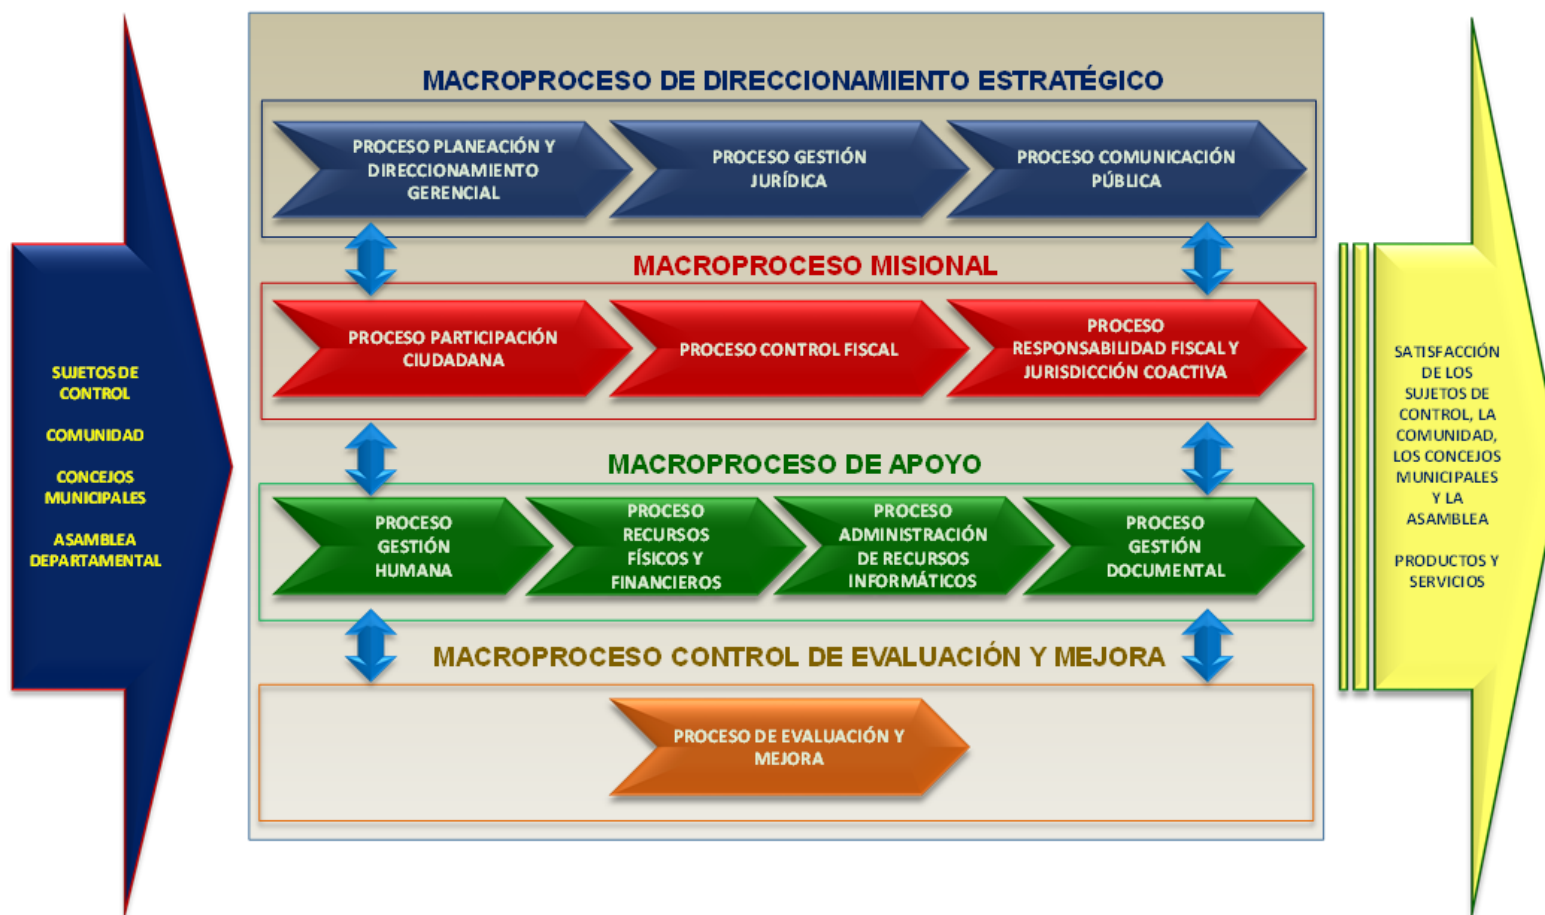 SUJETOS DE
CONTROL
COMUNIDAD
CONCEJOS
MUNICIPALES
ASAMBLEA
DEPARTAMENTAL
MACROPROCESO DE DIRECCIONAMIENTO ESTRATÉGICO
PROCESO PLANEACIÓN Y
DIRECCIONAMIENTO
GERENCIAL
PROCESO GESTIÓN
JURÍDICA
PROCESO COMUNICACIÓN
PÚBLICA
MACROPROCESO MISIONAL
PROCESO PARTICIPACIÓN
CIUDADANA
PROCESO CONTROL FISCAL
PROCESO
RESPONSABILIDAD FISCAL Y
JURISDICCIÓN COACTIVA
MACROPROCESO DE APOYO
PROCESO
GESTIÓN
HUMANA
PROCESO
RECURSOS
FÍSICOS Y
FINANCIEROS
PROCESO
ADMINISTRACIÓN
DE RECURSOS
INFORMÁTICOS
PROCESO
GESTIÓN
DOCUMENTAL
MACROPROCESO CONTROL DE EVALUACIÓN Y MEJORA
PROCESO DE EVALUACIÓN Y
MEJORA
SATISFACCIÓN
DE LOS
SUJETOS DE
CONTROL, LA
COMUNIDAD,
LOS CONCEJOS
MUNICIPALES
Y LA
ASAMBLEA
PRODUCTOS Y
SERVICIOS